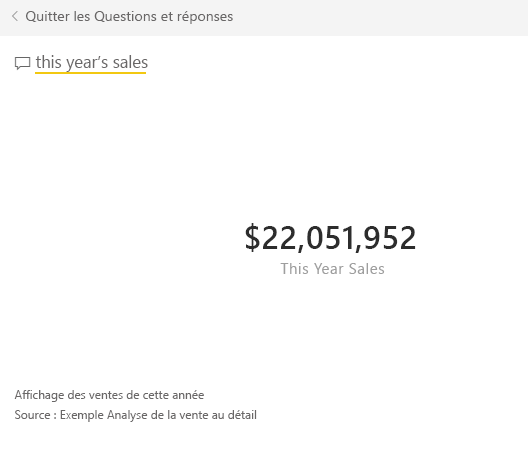 Quitter les Questions et réponses
this year's sales
$22,051,952
This Year Sales
Affichage des ventes de cette année
Source : Exemple Analyse de la vente au détail